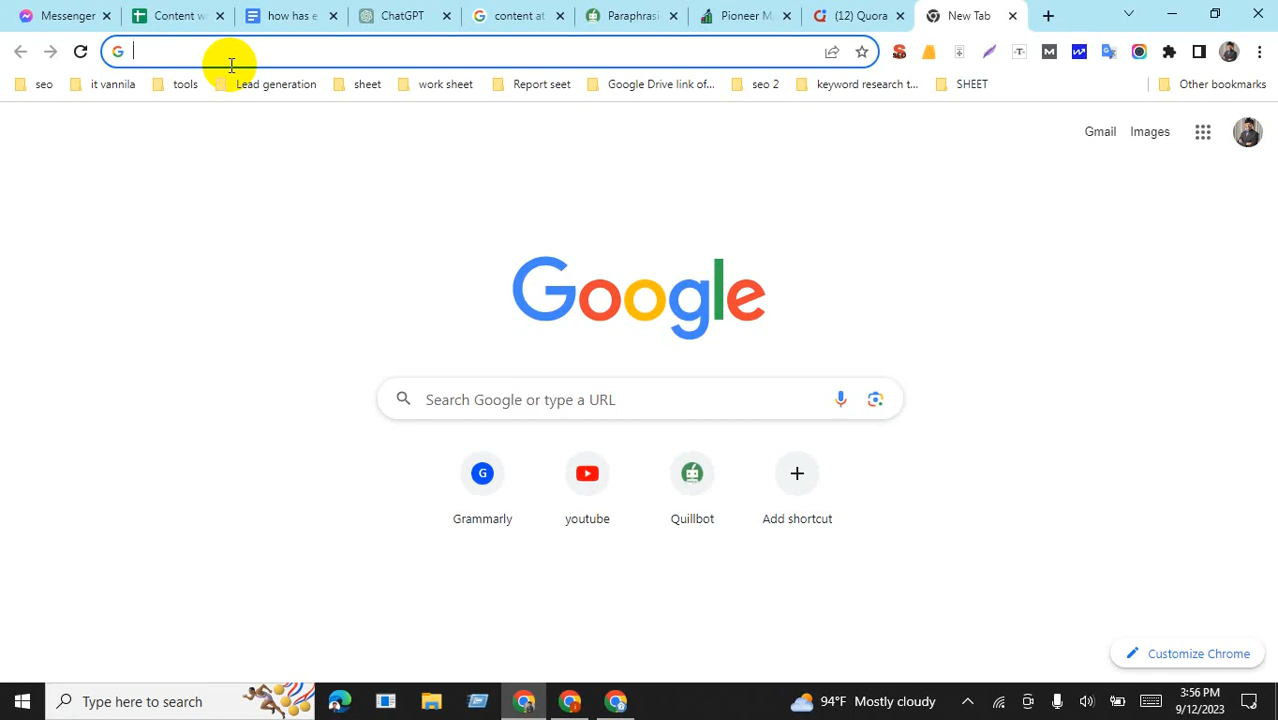 Messenger
Content w
how has e
ChatGPT
content at
Paraphrasi
Pioneer M
(12) Quora
New Tab
seo
it vannila
tools
Lead generation
sheet
work sheet
Report seet
Google Drive link of...
seo 2
keyword research t...
SHEET
Other bookmarks
Gmail
Images
Google
Search Google or type a URL
G
Grammarly
youtube
Quillbot
Add shortcut
Customize Chrome
Type here to search
94°F Mostly cloudy
3:56 PM
9/12/2023